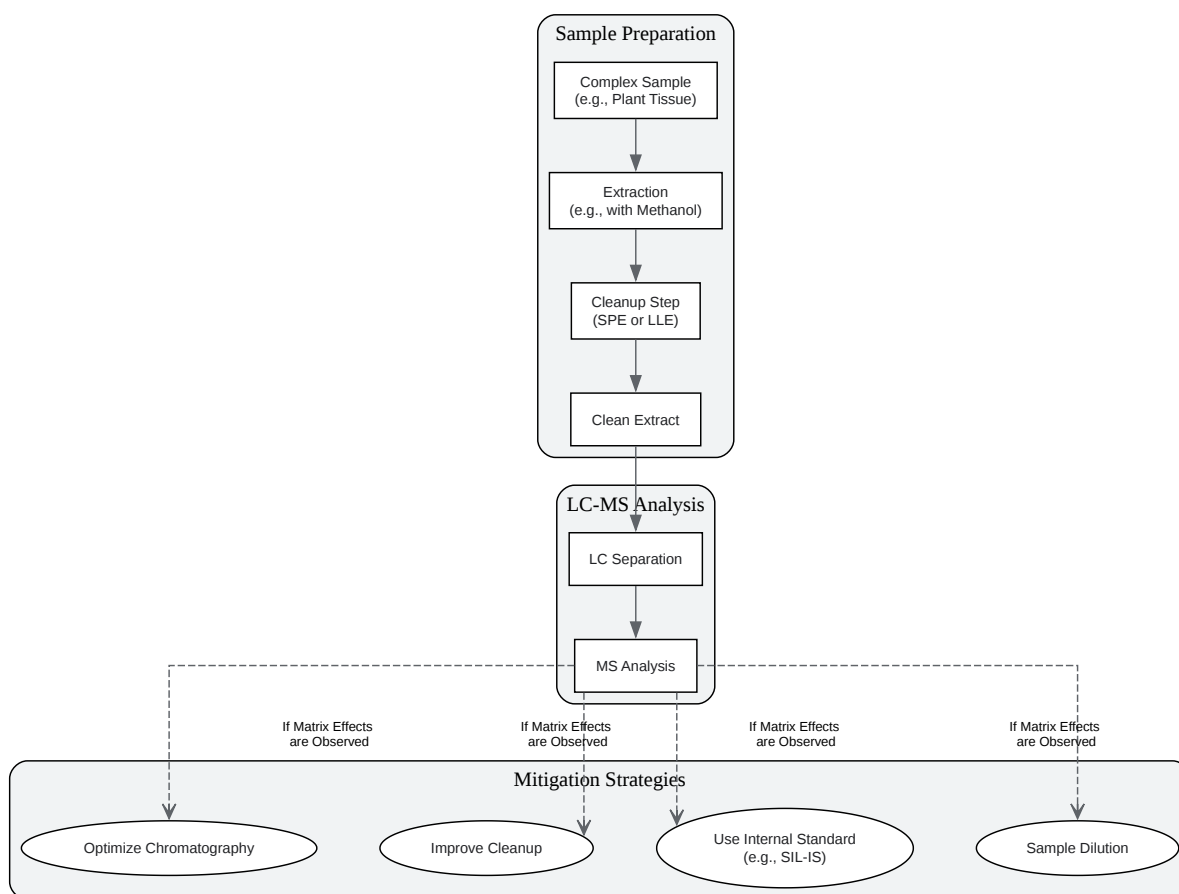 Sample Preparation
Complex Sample
(e.g., Plant Tissue)
Extraction
(e.g., with Methanol)
Cleanup Step
(SPE or LLE)
Clean Extract
LC-MS Analysis
LC Separation
MS Analysis
If Matrix Effects
are Observed
If Matrix Effects
are Observed
If Matrix Effects
are Observed
If Matrix Effects
are Observed
Mitigation Strategies
Optimize Chromatography
Improve Cleanup
Use Internal Standard
(e.g., SIL-IS)
Sample Dilution